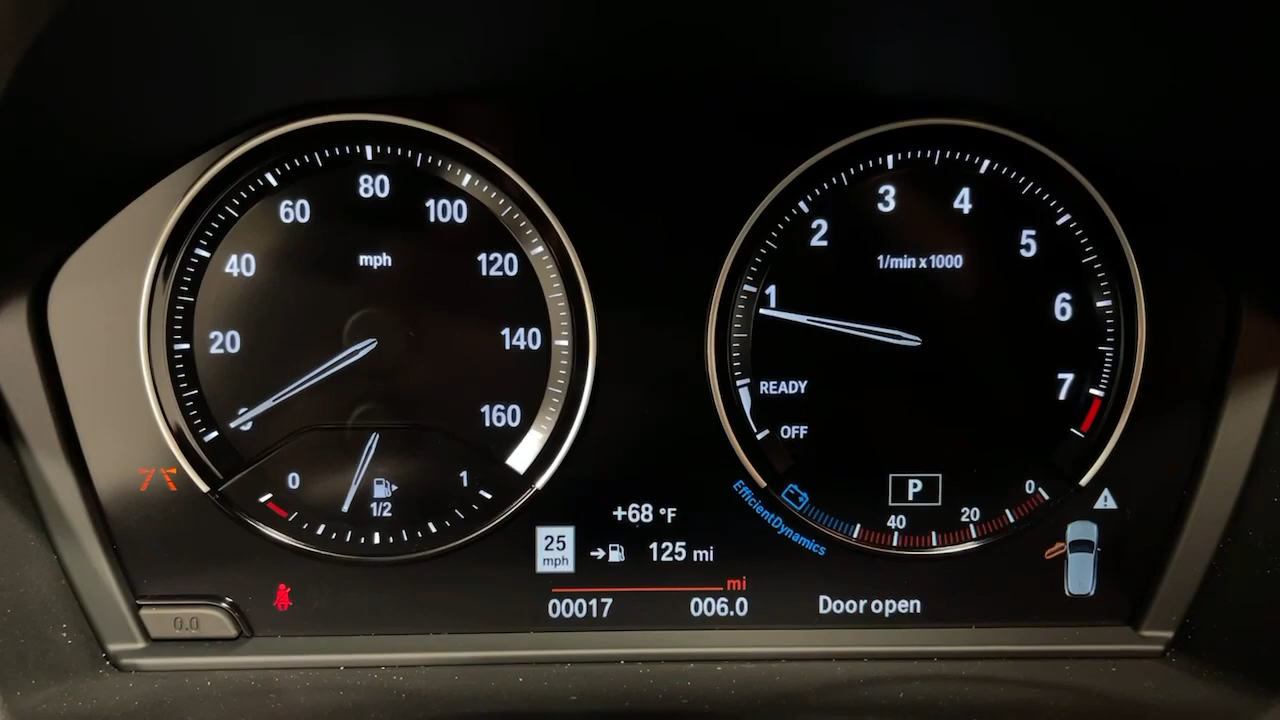 0
20
40
60
80
100
120
140
160
mph
0
1/2
1
1
2
3
4
5
6
7
1/min x 1000
READY
OFF
P
EfficientDynamics
40
20
0
+68 °F
25
mph
125 mi
mi
00017
006.0
Door open
0.0